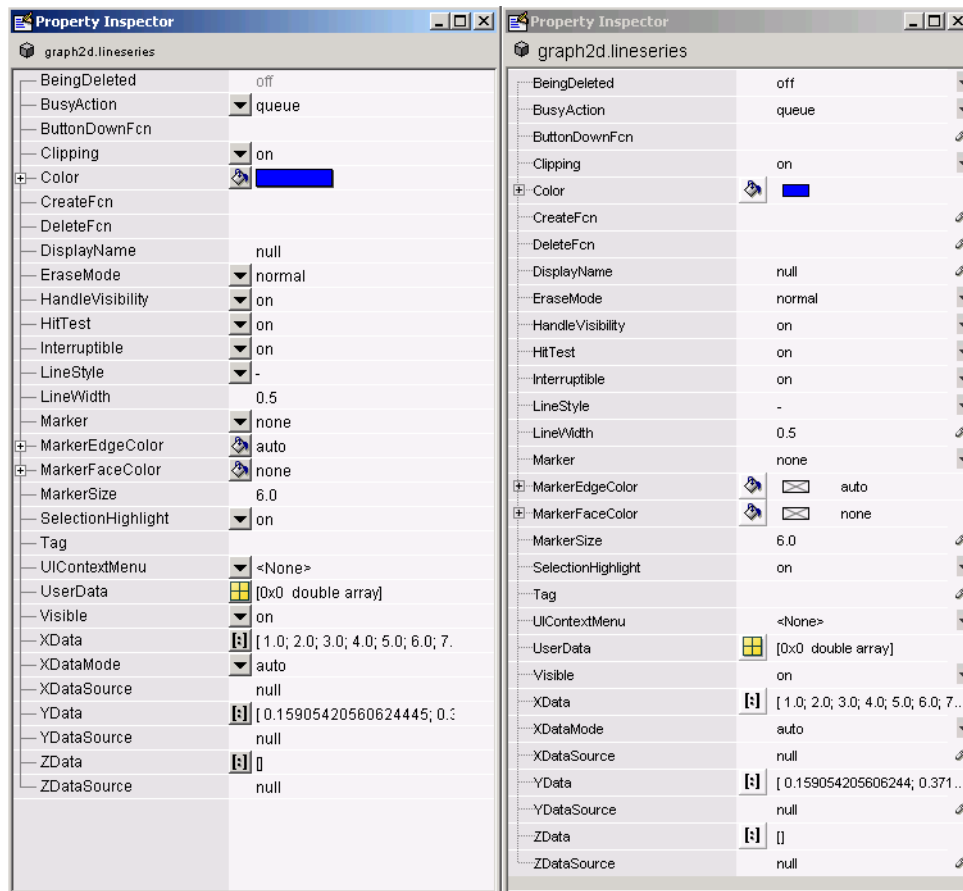 Property Inspector
graph2d.lineseries
BeingDeleted off
BusyAction queue
ButtonDownFcn
Clipping on
Color
CreateFcn
DeleteFcn
DisplayName null
EraseMode normal
HandleVisibility on
HitTest on
Interruptible on
LineStyle -
LineWidth 0.5
Marker none
MarkerEdgeColor auto
MarkerFaceColor none
MarkerSize 6.0
SelectionHighlight on
Tag
UIContextMenu <None>
UserData [0x0 double array]
Visible on
XData [:] [ 1.0; 2.0; 3.0; 4.0; 5.0; 6.0; 7.
XDataMode auto
XDataSource null
YData [:] [ 0.15905420560624445; 0.3
YDataSource null
ZData [:] []
ZDataSource null
Property Inspector
graph2d.lineseries
BeingDeleted off
BusyAction queue
ButtonDownFcn
Clipping on
Color
CreateFcn
DeleteFcn
DisplayName null
EraseMode normal
HandleVisibility on
HitTest on
Interruptible on
LineStyle -
LineWidth 0.5
Marker none
MarkerEdgeColor auto
MarkerFaceColor none
MarkerSize 6.0
SelectionHighlight on
Tag
UIContextMenu <None>
UserData [0x0 double array]
Visible on
XData [:] [ 1.0; 2.0; 3.0; 4.0; 5.0; 6.0; 7...
XDataMode auto
XDataSource null
YData [:] [ 0.159054205606244; 0.371...
YDataSource null
ZData [:] []
ZDataSource null